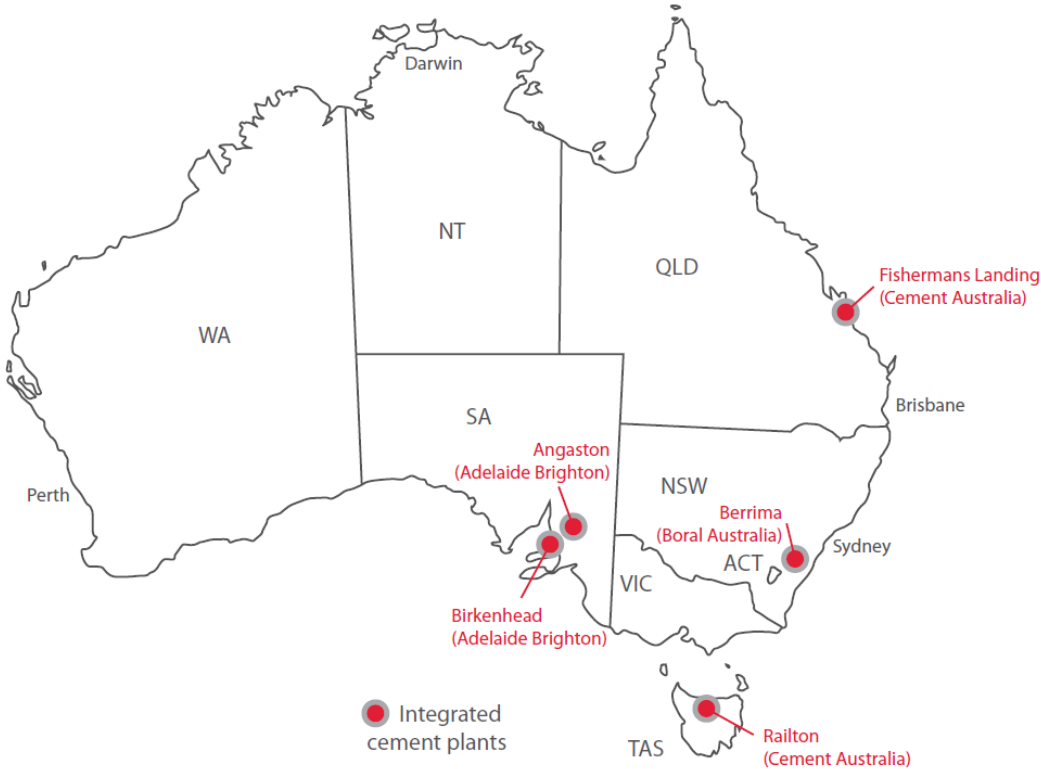 Darwin
NT
QLD
Fishermans Landing
(Cement Australia)
WA
Brisbane
SA
Angaston
(Adelaide Brighton)
NSW
Perth
Berrima
(Boral Australia)
Sydney
ACT
VIC
Birkenhead
(Adelaide Brighton)
Integrated
cement plants
TAS
Railton
(Cement Australia)